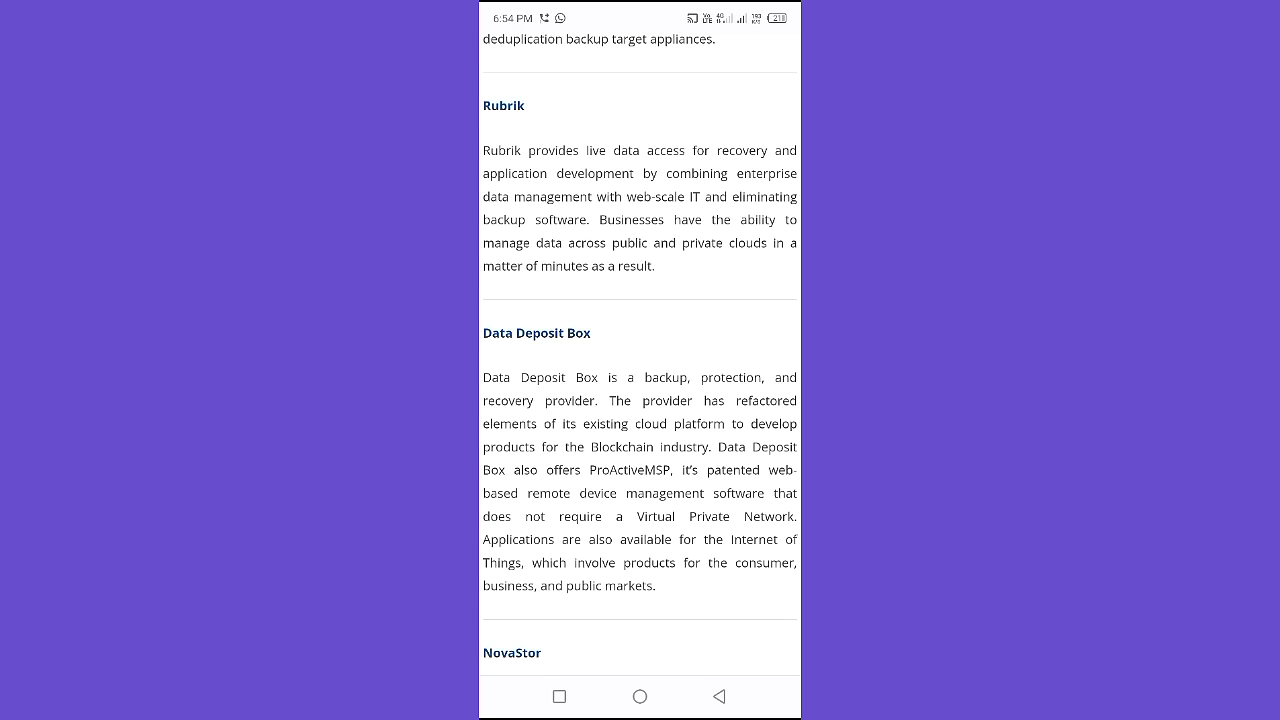 6:54 PM
deduplication backup target appliances.
Rubrik
Rubrik provides live data access for recovery and
application development by combining enterprise
data management with web-scale IT and eliminating
backup software. Businesses have the ability to
manage data across public and private clouds in a
matter of minutes as a result.
Data Deposit Box
Data Deposit Box is a backup, protection, and
recovery provider. The provider has refactored
elements of its existing cloud platform to develop
products for the Blockchain industry. Data Deposit
Box also offers ProActiveMSP, it's patented web-
based remote device management software that
does not require a Virtual Private Network.
Applications are also available for the Internet of
Things, which involve products for the consumer,
business, and public markets.
NovaStor